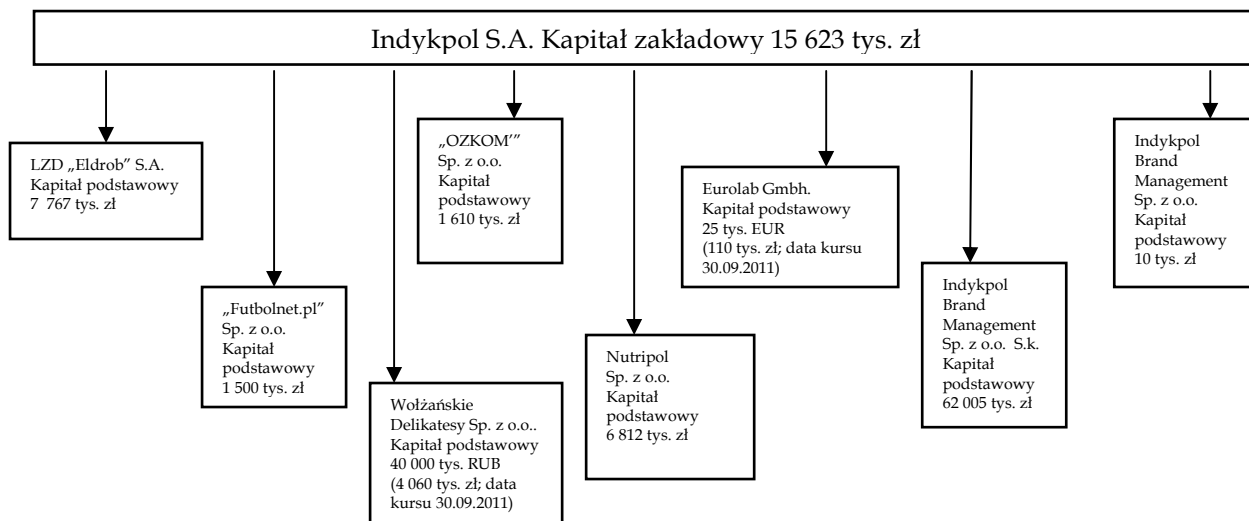 Indykpol S.A. Kapitał zakładowy 15 623 tys. zł
LZD „Eldrob” S.A.
Kapitał podstawowy
7 767 tys. zł
„Futbolnet.pl”
Sp. z o.o.
Kapitał
podstawowy
1 500 tys. zł
Wołżańskie
Delikatesy Sp. z o.o..
Kapitał podstawowy
40 000 tys. RUB
(4 060 tys. zł; data
kursu 30.09.2011)
„OZKOM’”
Sp. z o.o.
Kapitał
podstawowy
1 610 tys. zł
Nutripol
Sp. z o.o.
Kapitał
podstawowy
6 812 tys. zł
Eurolab Gmbh.
Kapitał podstawowy
25 tys. EUR
(110 tys. zł; data kursu
30.09.2011)
Indykpol
Brand
Management
Sp. z o.o. S.k.
Kapitał
podstawowy
62 005 tys. zł
Indykpol
Brand
Management
Sp. z o.o.
Kapitał
podstawowy
10 tys. zł